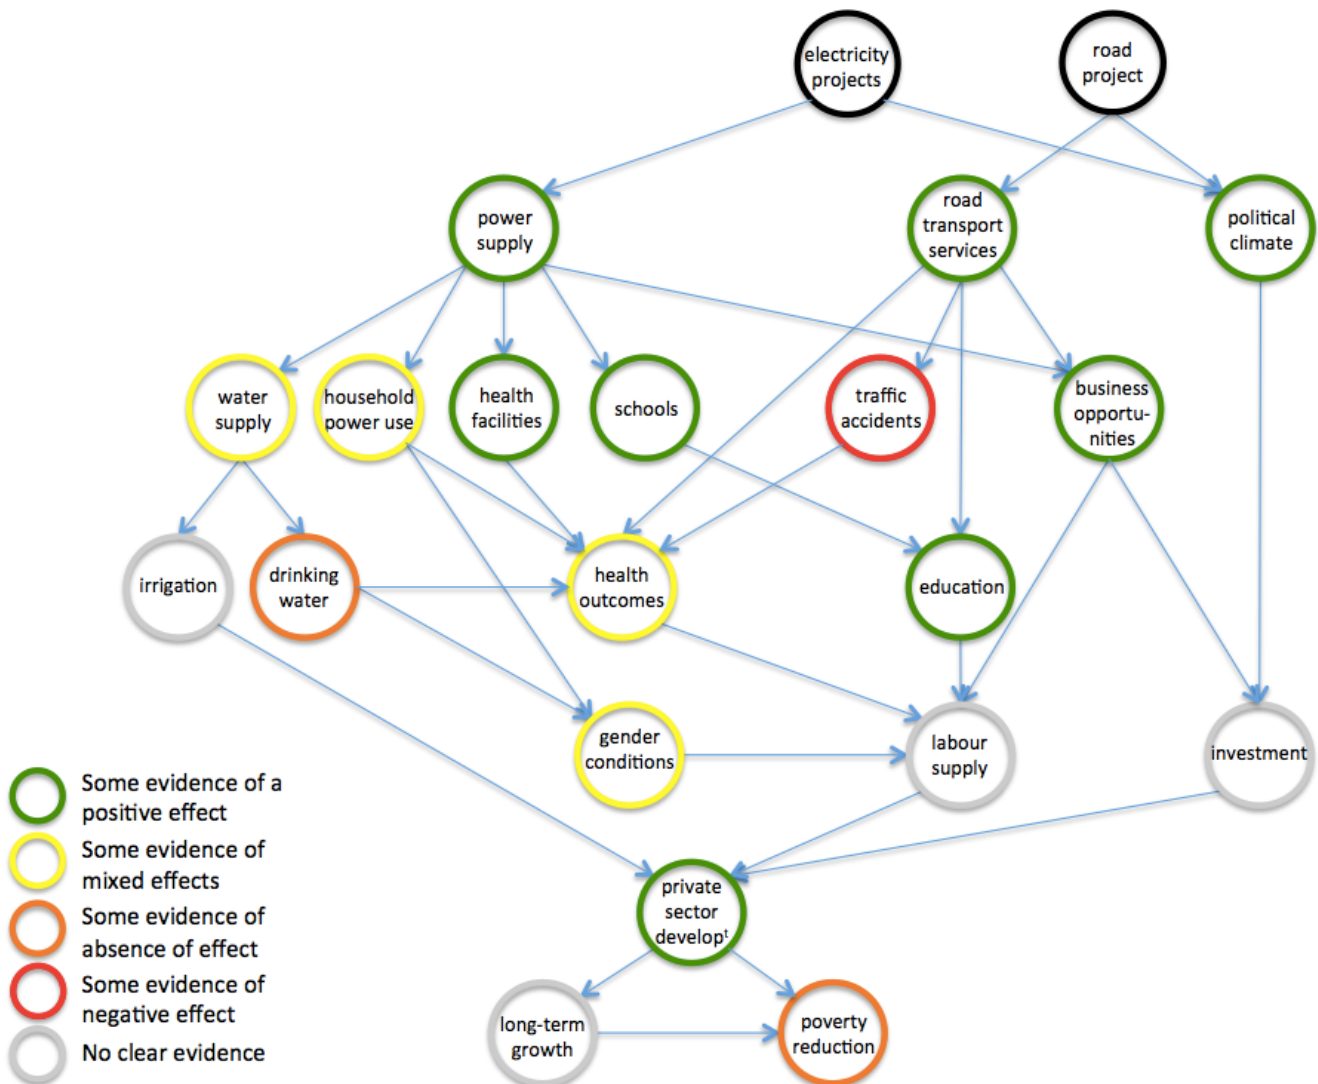 electricity
projects
road
project
power
supply
road
transport
services
political
climate
water
supply
household
power use
health
facilities
schools
traffic
accidents
business
opportu-
nities
irrigation
drinking
water
health
outcomes
education
gender
conditions
labour
supply
investment
private
sector
developᵗ
long-term
growth
poverty
reduction
Some evidence of a
positive effect
Some evidence of
mixed effects
Some evidence of
absence of effect
Some evidence of
negative effect
No clear evidence